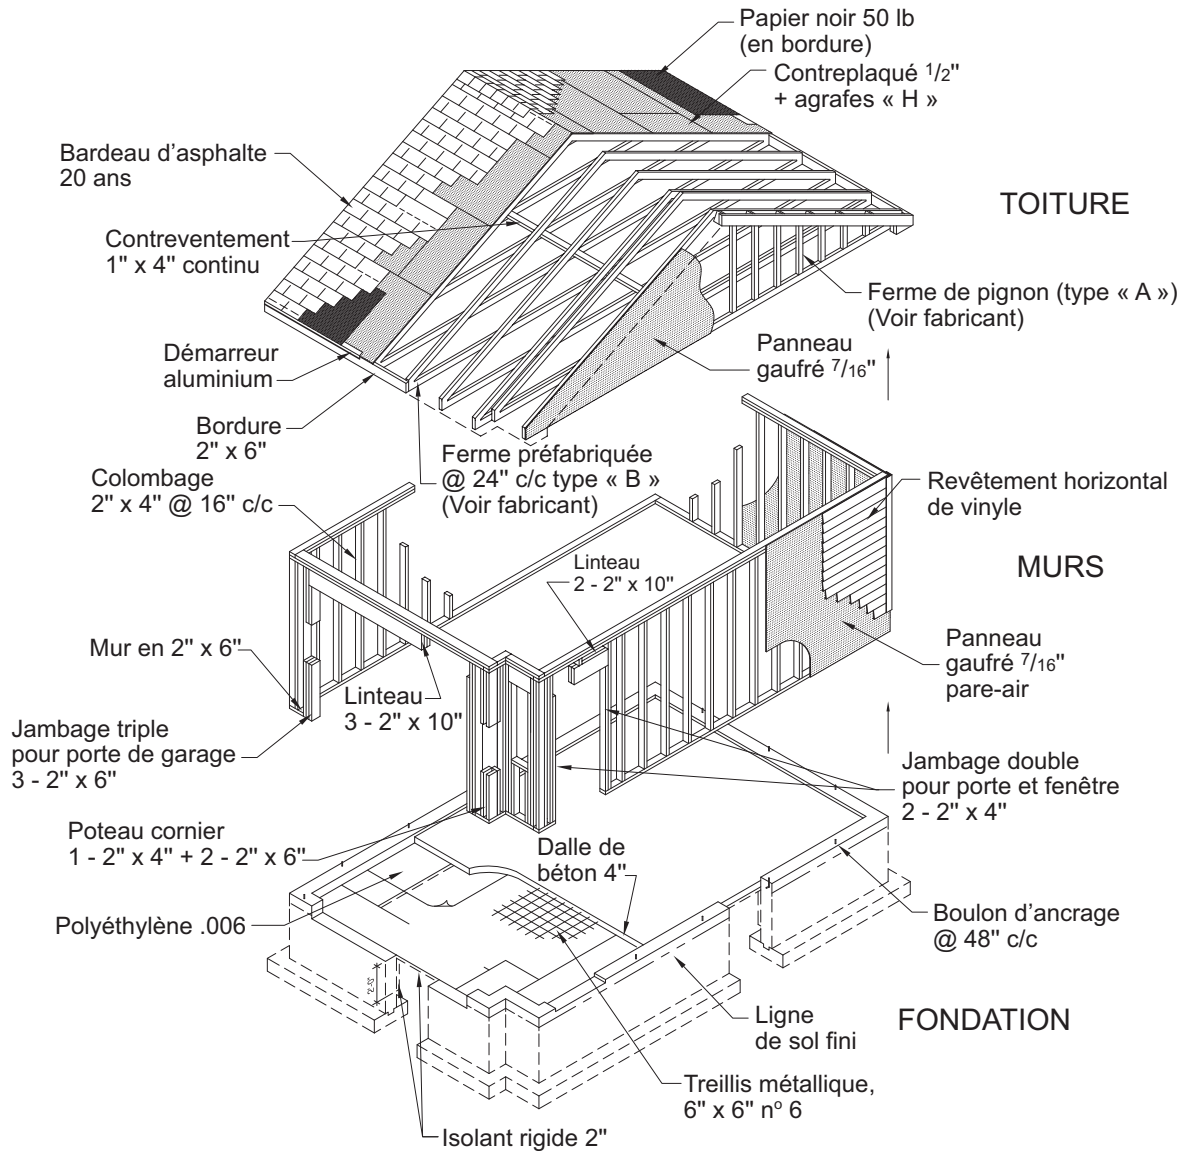 Papier noir 50 lb
(en bordure)
Contreplaqué 1/2"
+ agrafes « H »
Bardeau d'asphalte
20 ans
TOITURE
Contreventement
1" x 4" continu
Ferme de pignon (type « A »)
(Voir fabricant)
Démarreur
aluminium
Panneau
gaufré 7/16"
Bordure
2" x 6"
Ferme préfabriquée
@ 24" c/c type « B »
(Voir fabricant)
Colombage
2" x 4" @ 16" c/c
Revêtement horizontal
de vinyle
Linteau
2 - 2" x 10"
MURS
Mur en 2" x 6"
Linteau
3 - 2" x 10"
Panneau
gaufré 7/16"
pare-air
Jambage triple
pour porte de garage
3 - 2" x 6"
Jambage double
pour porte et fenêtre
2 - 2" x 4"
Poteau cornier
1 - 2" x 4" + 2 - 2" x 6"
Dalle de
béton 4"
Polyéthylène .006
Boulon d'ancrage
@ 48" c/c
Ligne
de sol fini
FONDATION
Treillis métallique,
6" x 6" nº 6
Isolant rigide 2"